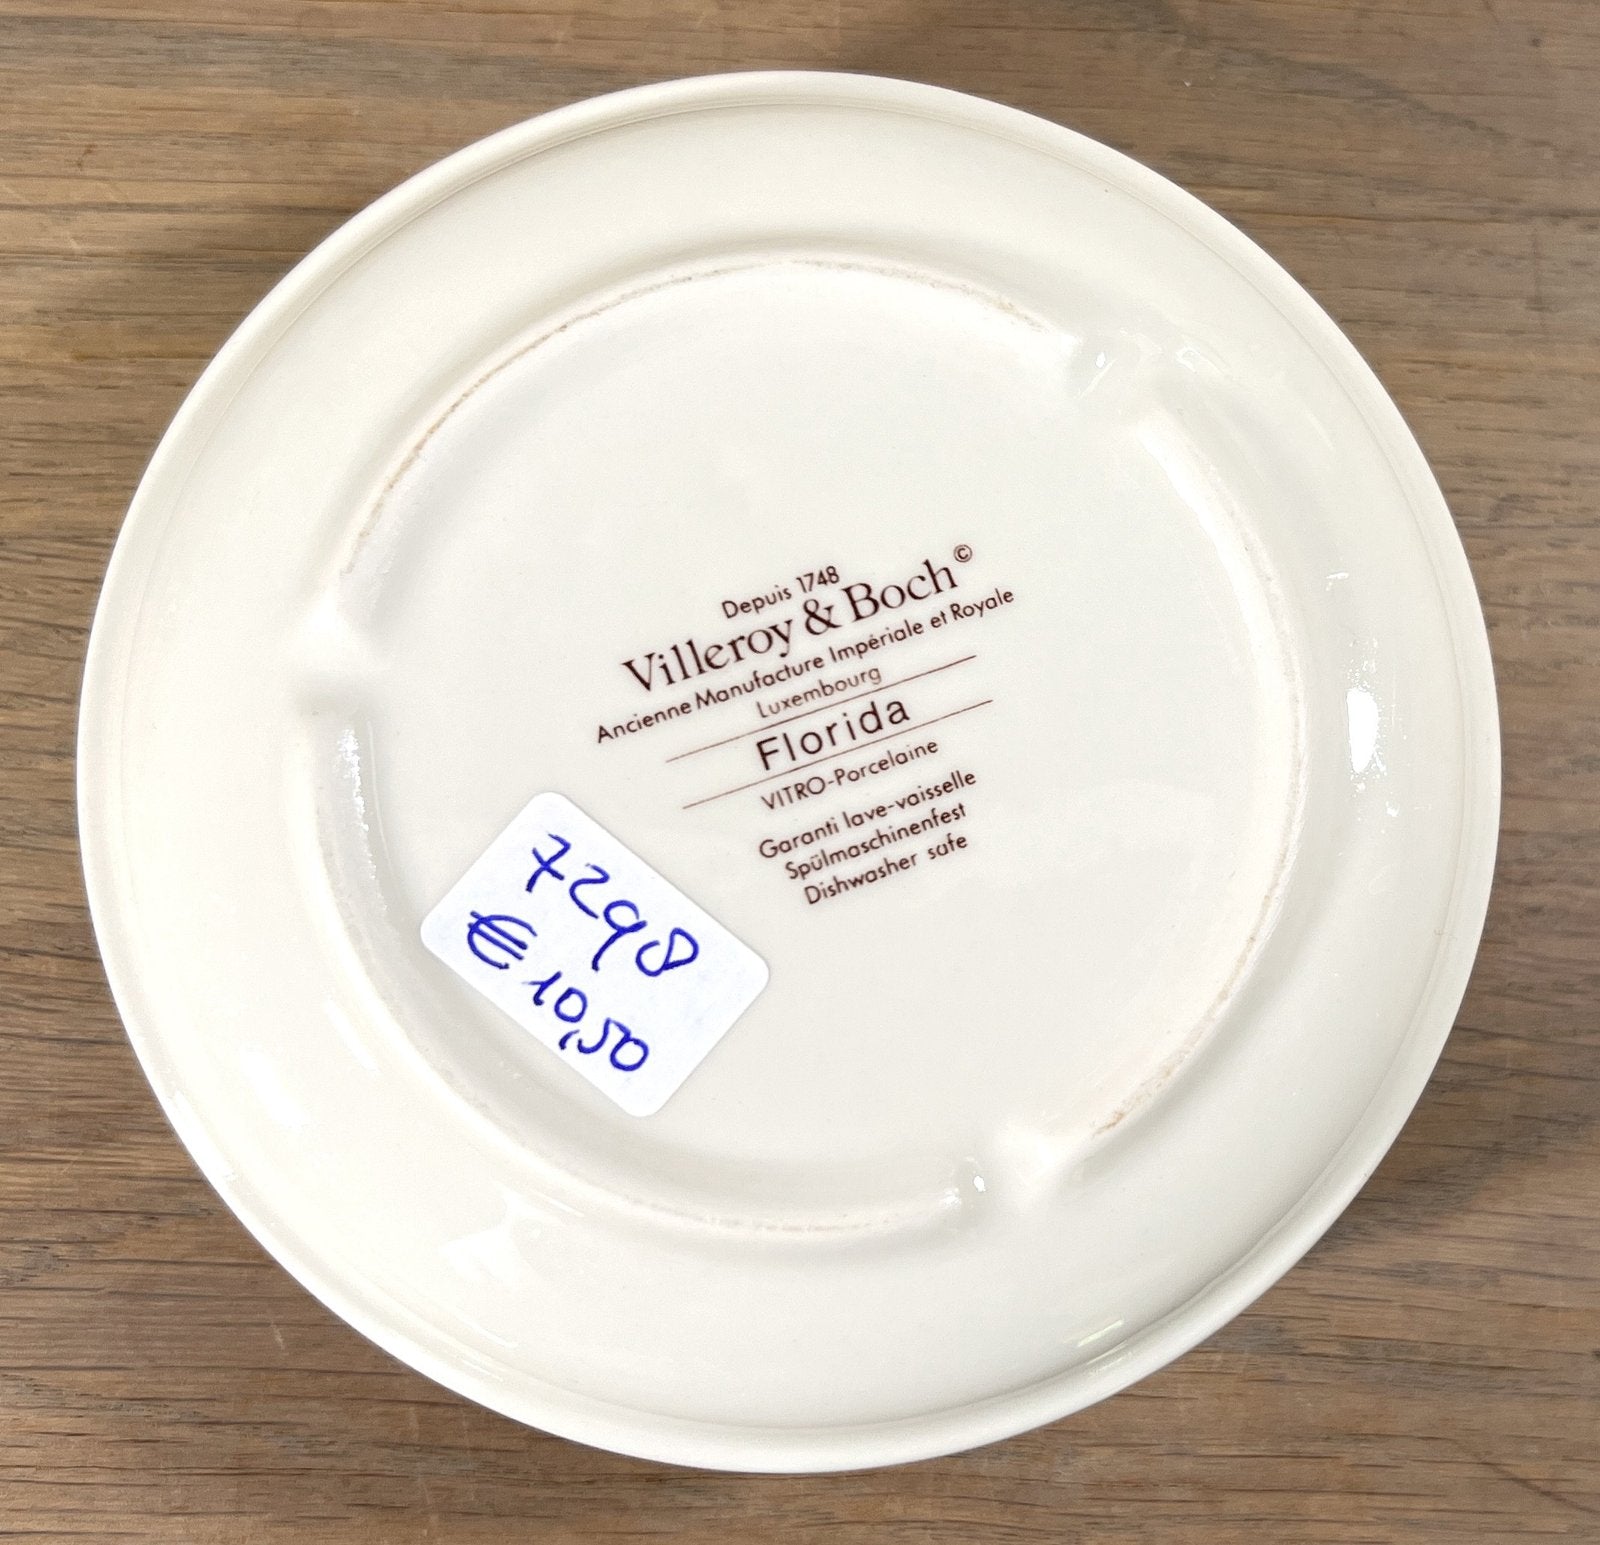 Depuis 1748
Villeroy & Boch©
Ancienne Manufacture Impériale et Royale
Luxembourg
Florida
VITRO-Porcelaine
Garanti lave-vaisselle
Spülmaschinenfest
Dishwasher safe
7298
€ 10,50